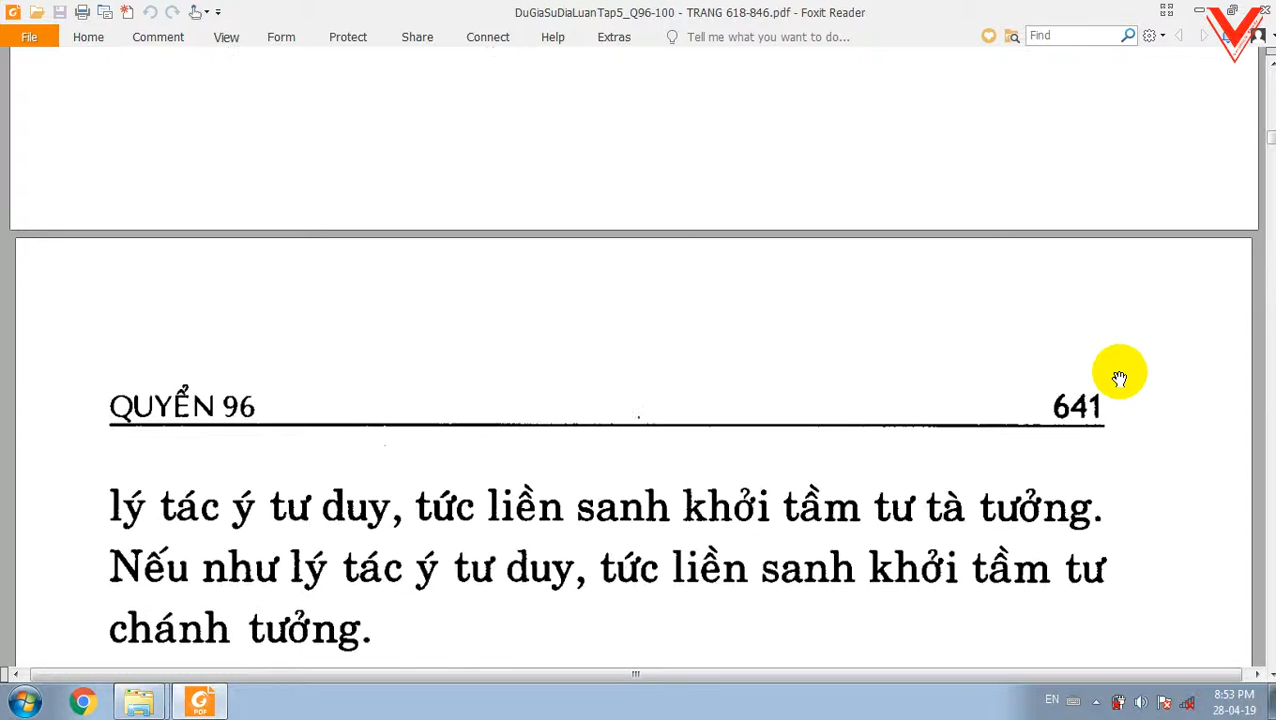 DuGiaSuDiaLuanTap5_Q96-100 - TRANG 618-846.pdf - Foxit Reader
File Home Comment View Form Protect Share Connect Help Extras Tell me what you want to do... Find
QUYỂN 96 641
lý tác ý tư duy, tức liền sanh khởi tầm tư tà tưởng.
Nếu như lý tác ý tư duy, tức liền sanh khởi tầm tư
chánh tưởng.
EN 8:53 PM
28-04-19